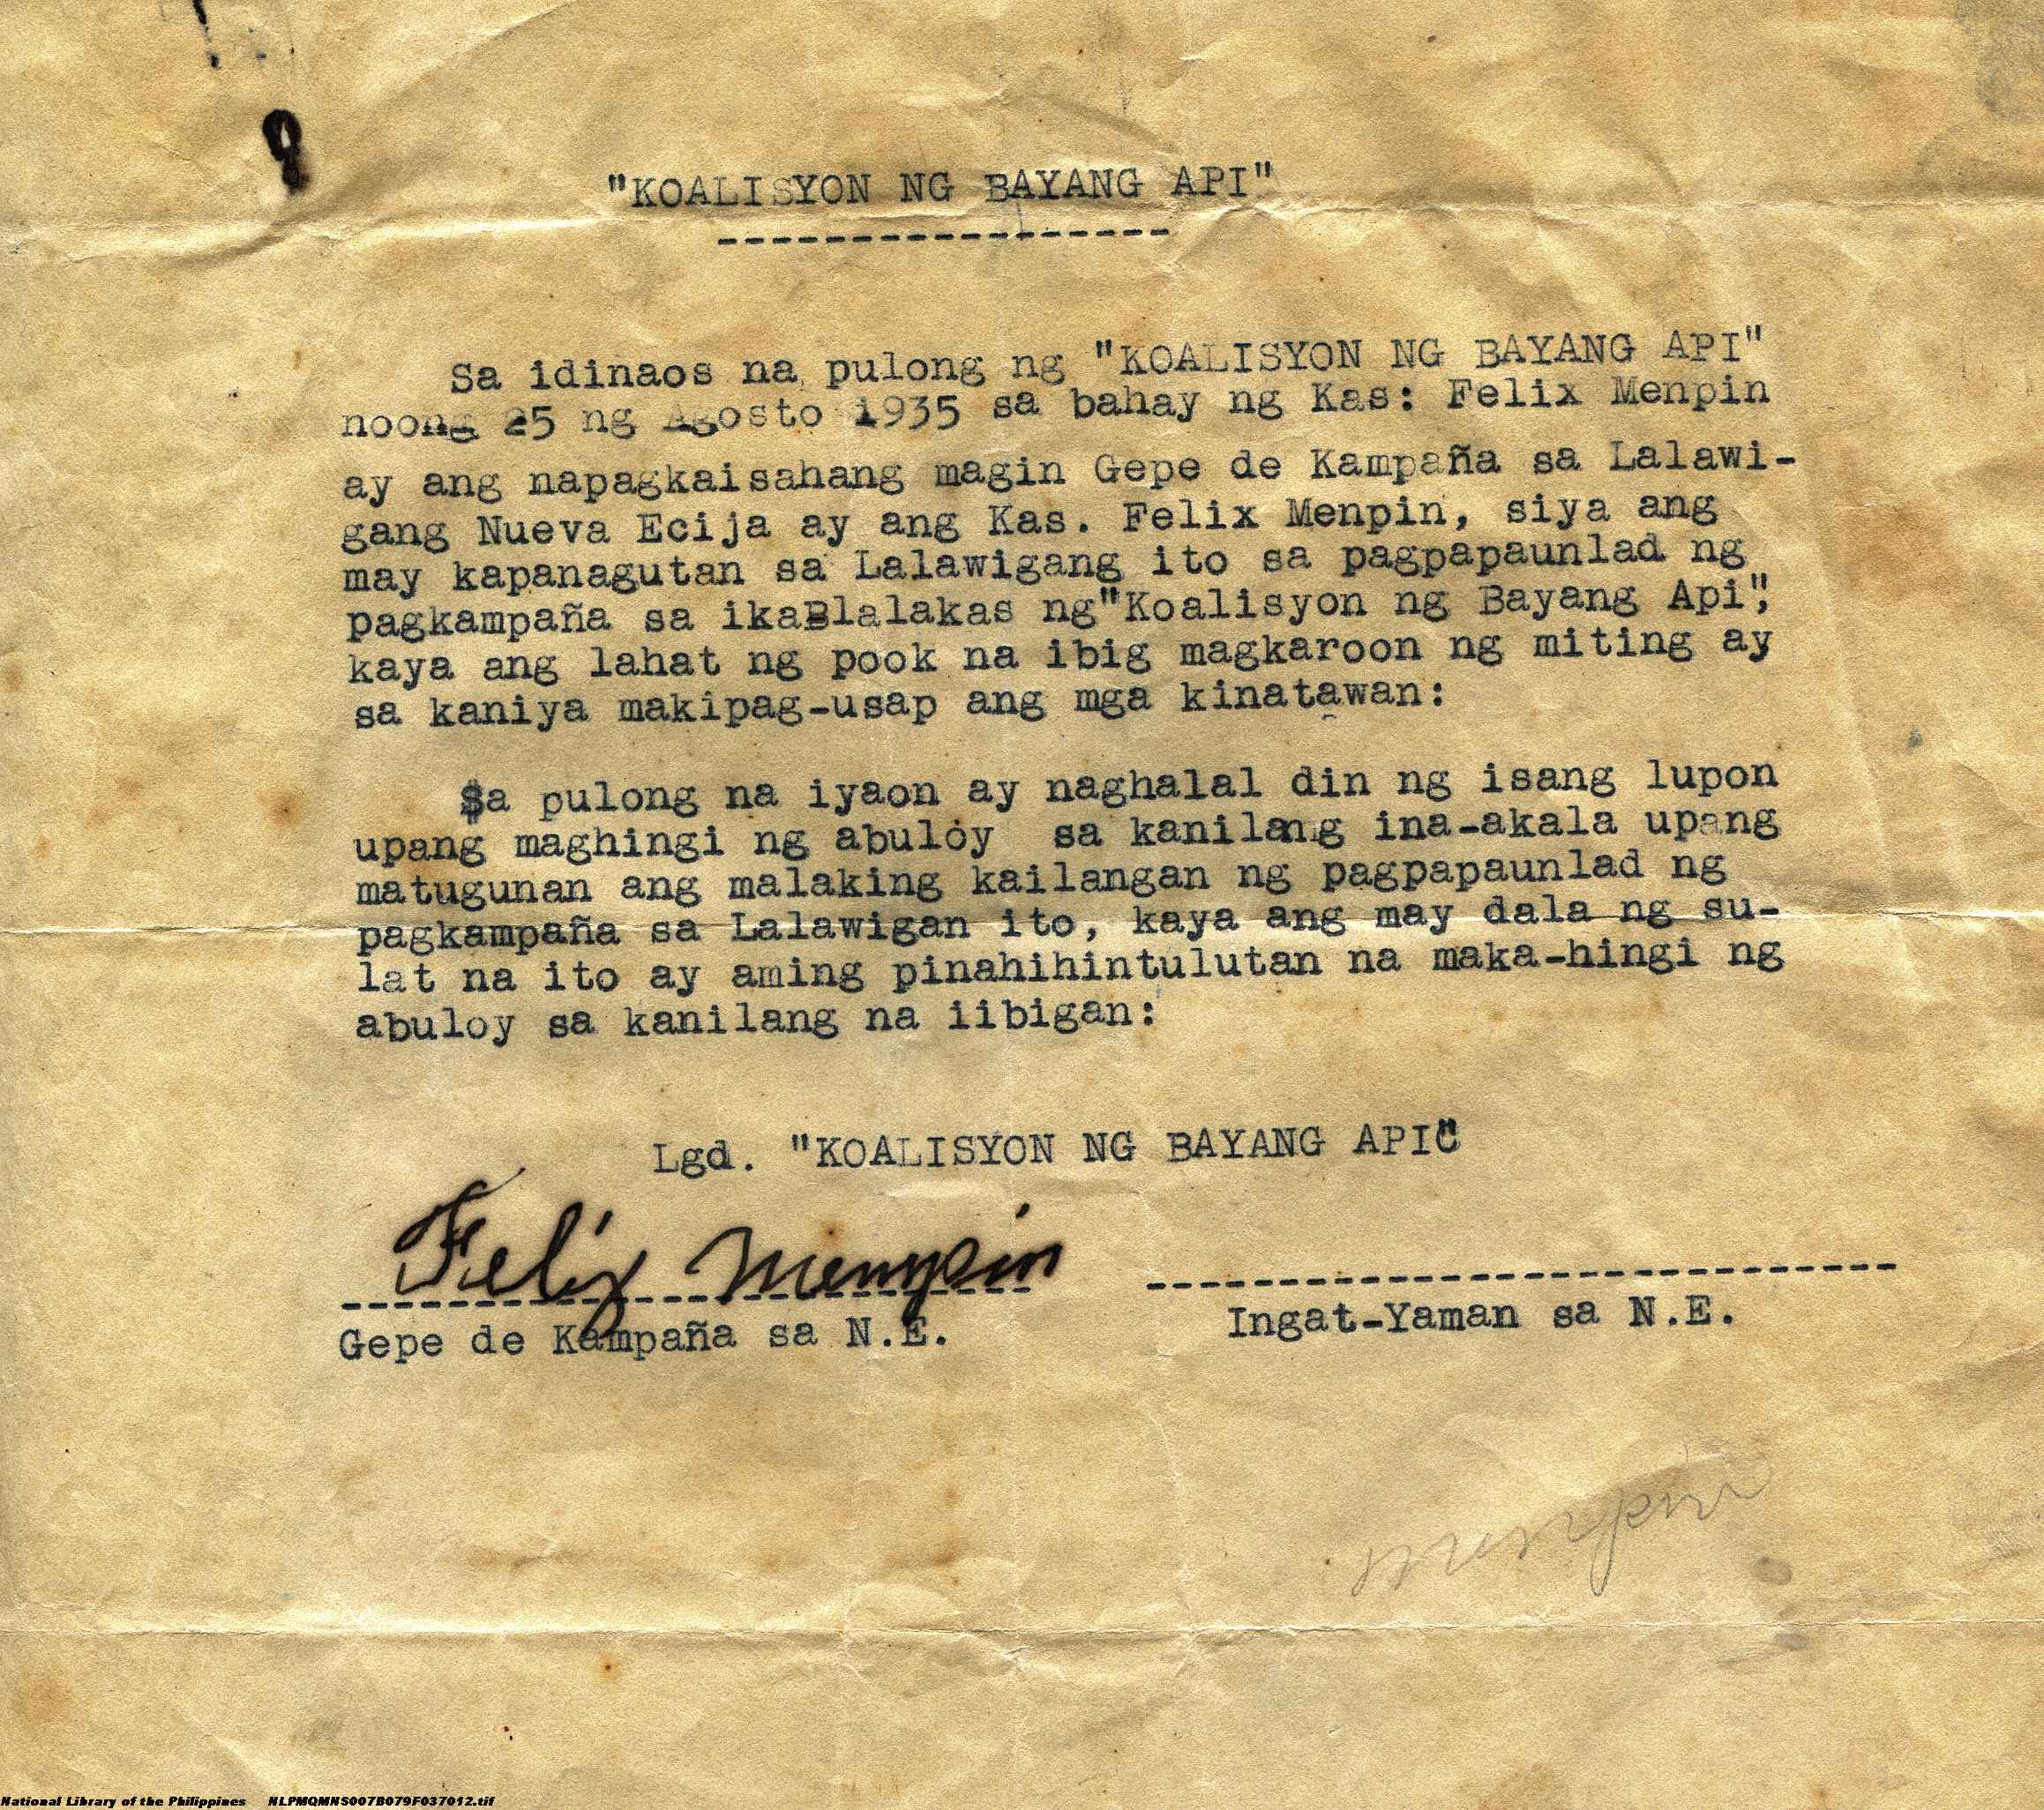 "KOALISYON NG BAYANG API"
-----------------
Sa idinaos na pulong ng "KOALISYON NG BAYANG API"
noong 25 ng Agosto 1935 sa bahay ng Kas: Felix Menpin
ay ang napagkaisahang magin Gepe de Kampaña sa Lalawi-
gang Nueva Ecija ay ang Kas. Felix Menpin, siya ang
may kapanagutan sa Lalawigang ito sa pagpapaunlad ng
pagkampaña sa ikaBlalakas ng"Koalisyon ng Bayang Api",
kaya ang lahat ng pook na ibig magkaroon ng miting ay
sa kaniya makipag-usap ang mga kinatawan:
Sa pulong na iyaon ay naghalal din ng isang lupon
upang maghingi ng abuloy sa kanilang ina-akala upang
matugunan ang malaking kailangan ng pagpapaunlad ng
pagkampaña sa Lalawigan ito, kaya ang may dala ng su-
lat na ito ay aming pinahihintulutan na maka-hingi ng
abuloy sa kanilang na iibigan:
Lgd. "KOALISYON NG BAYANG API"
Felix Menpin
Gepe de Kampaña sa N.E.
Ingat-Yaman sa N.E.
menpin
National Library of the Philippines NLPMQMNS007B079F037012.tif